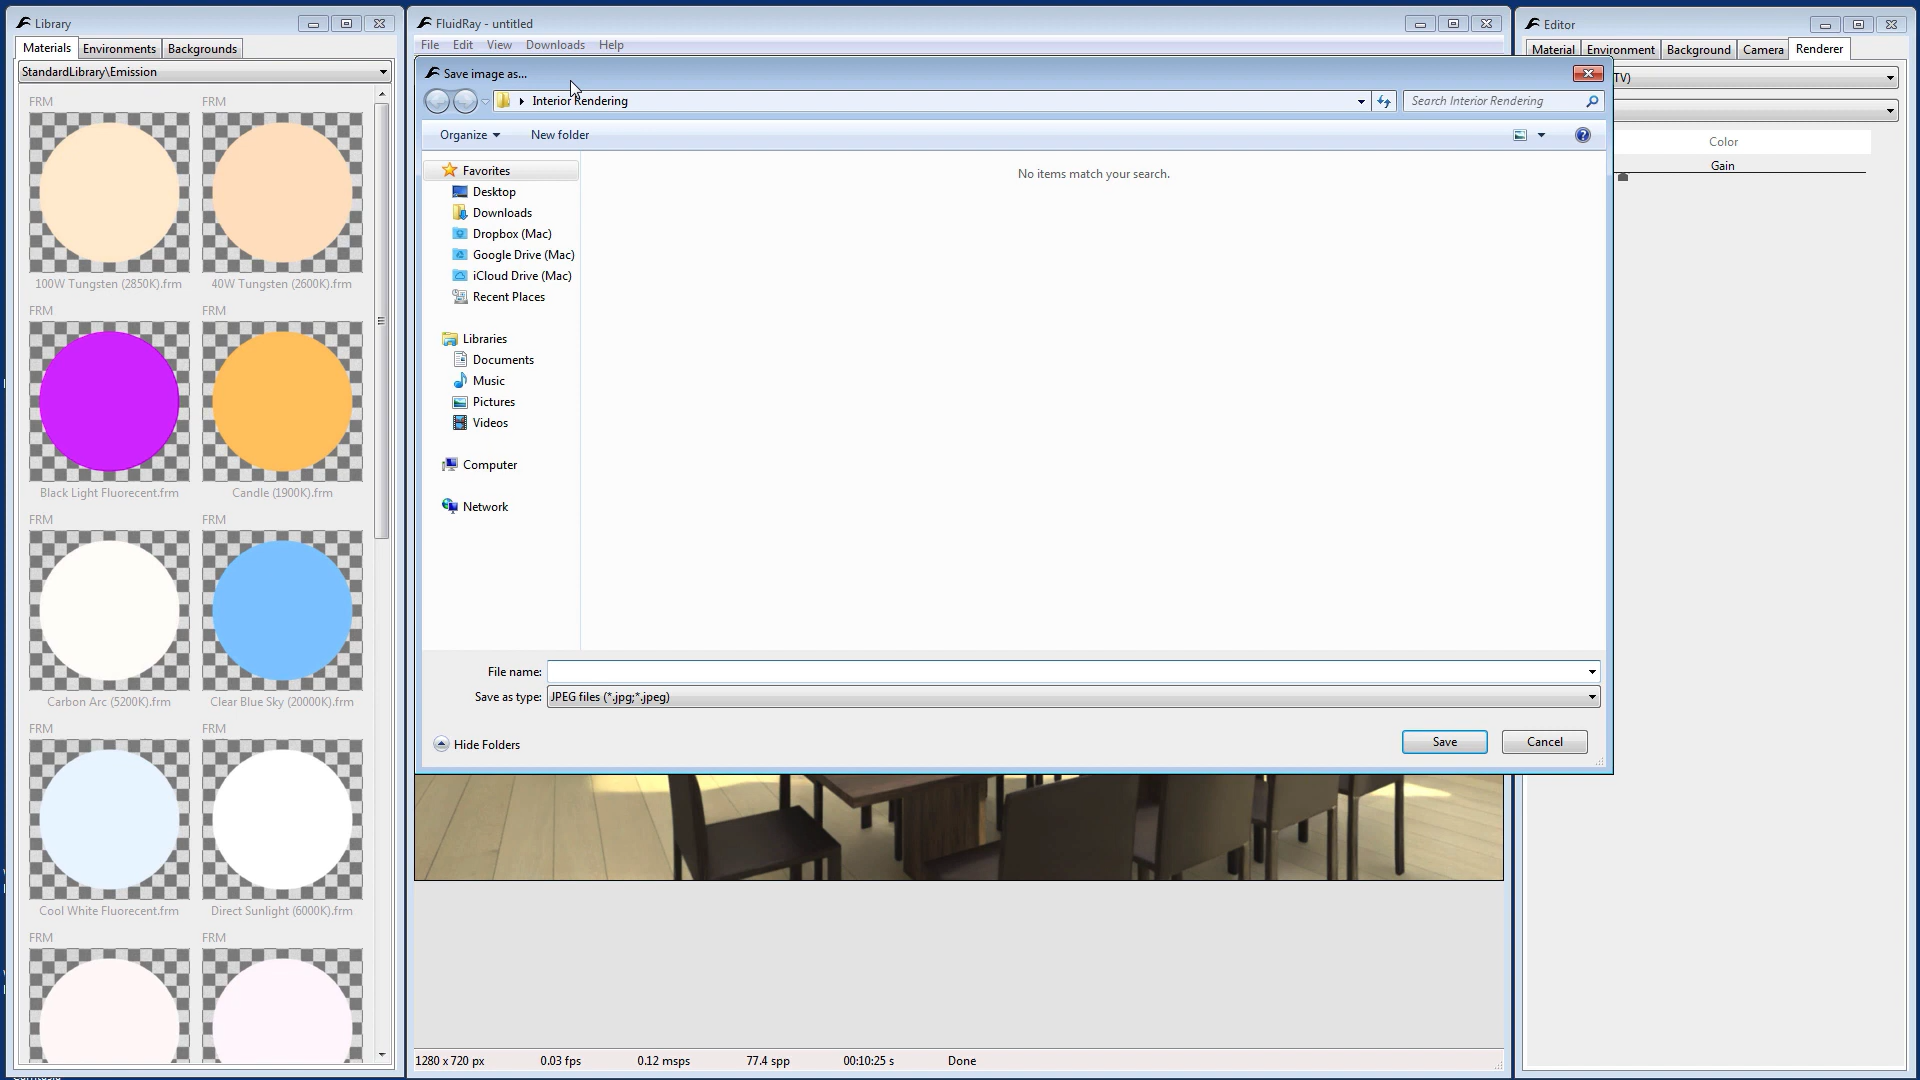 Library
Materials Environments Backgrounds
StandardLibrary\Emission
FRM FRM
100W Tungsten (2850K).frm 40W Tungsten (2600K).frm
FRM FRM
Black Light Fluorecent.frm Candle (1900K).frm
FRM FRM
Carbon Arc (5200K).frm Clear Blue Sky (20000K).frm
FRM FRM
Cool White Fluorecent.frm Direct Sunlight (6000K).frm
FRM FRM
FluidRay - untitled
File Edit View Downloads Help
Save image as...
Interior Rendering
Search Interior Rendering
Organize New folder
Favorites
Desktop
Downloads
Dropbox (Mac)
Google Drive (Mac)
iCloud Drive (Mac)
Recent Places
Libraries
Documents
Music
Pictures
Videos
Computer
Network
No items match your search.
File name:
Save as type: JPEG files (*.jpg;*.jpeg)
Hide Folders
Save Cancel
1280 x 720 px 0.03 fps 0.12 msps 77.4 spp 00:10:25 s Done
Editor
Material Environment Background Camera Renderer
TV)
Color
Gain